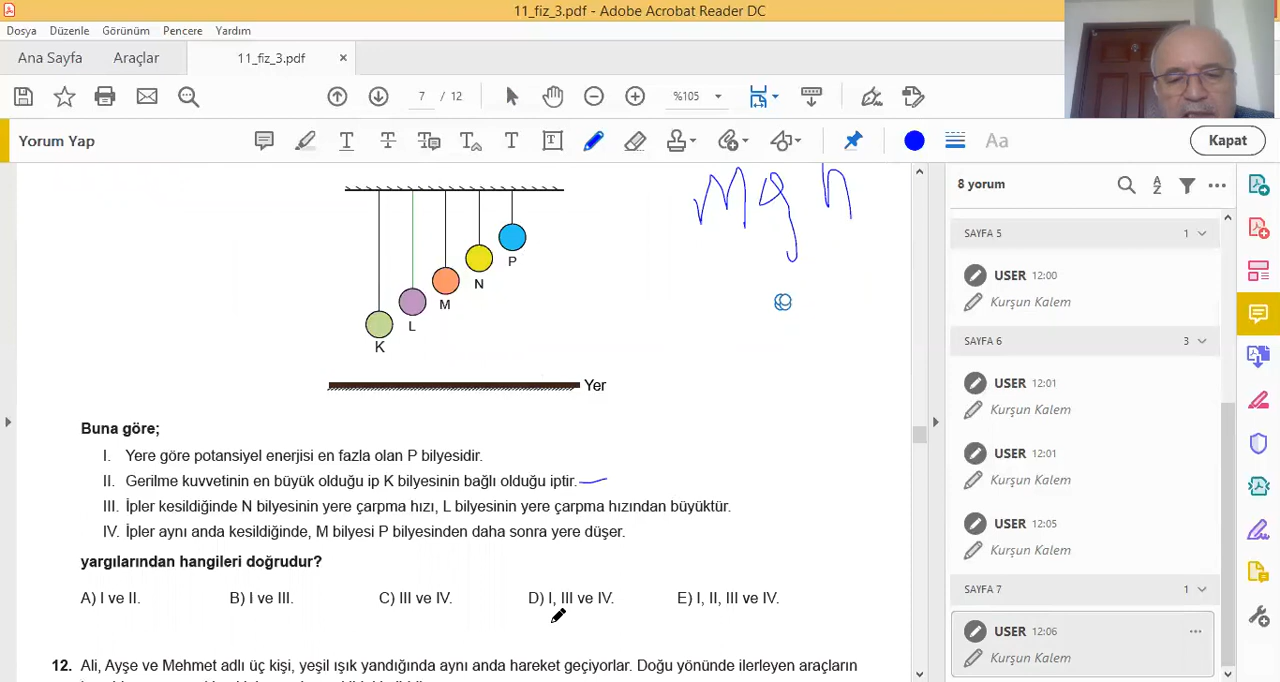 11_fiz_3.pdf - Adobe Acrobat Reader DC
Dosya Düzenle Görünüm Pencere Yardım
Ana Sayfa Araçlar 11_fiz_3.pdf ×
7 / 12 %105
Yorum Yap Aa Kapat
8 yorum
SAYFA 5 1
USER 12:00
Kurşun Kalem
SAYFA 6 3
USER 12:01
Kurşun Kalem
USER 12:01
Kurşun Kalem
USER 12:05
Kurşun Kalem
SAYFA 7 1
USER 12:06
Kurşun Kalem
M g h
P
N
M
L
K
Yer
Buna göre;
I. Yere göre potansiyel enerjisi en fazla olan P bilyesidir.
II. Gerilme kuvvetinin en büyük olduğu ip K bilyesinin bağlı olduğu iptir.
III. İpler kesildiğinde N bilyesinin yere çarpma hızı, L bilyesinin yere çarpma hızından büyüktür.
IV. İpler aynı anda kesildiğinde, M bilyesi P bilyesinden daha sonra yere düşer.
yargılarından hangileri doğrudur?
A) I ve II. B) I ve III. C) III ve IV. D) I, III ve IV. E) I, II, III ve IV.
12. Ali, Ayşe ve Mehmet adlı üç kişi, yeşil ışık yandığında aynı anda hareket geçiyorlar. Doğu yönünde ilerleyen araçların